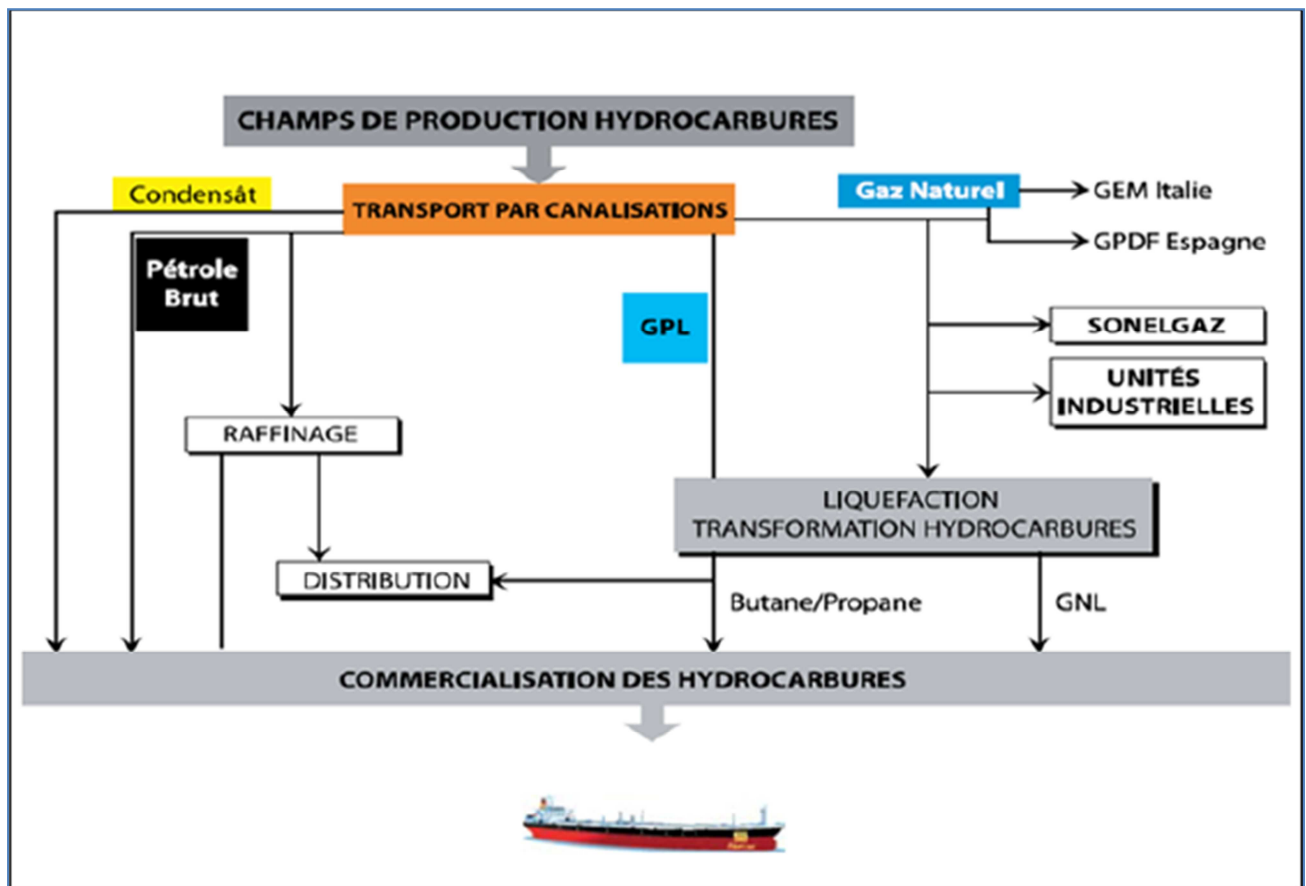 CHAMPS DE PRODUCTION HYDROCARBURES
Condensât
TRANSPORT PAR CANALISATIONS
Gaz Naturel
GEM Italie
GPDF Espagne
Pétrole
Brut
GPL
SONELGAZ
UNITÉS
INDUSTRIELLES
RAFFINAGE
LIQUEFACTION
TRANSFORMATION HYDROCARBURES
DISTRIBUTION
Butane/Propane
GNL
COMMERCIALISATION DES HYDROCARBURES